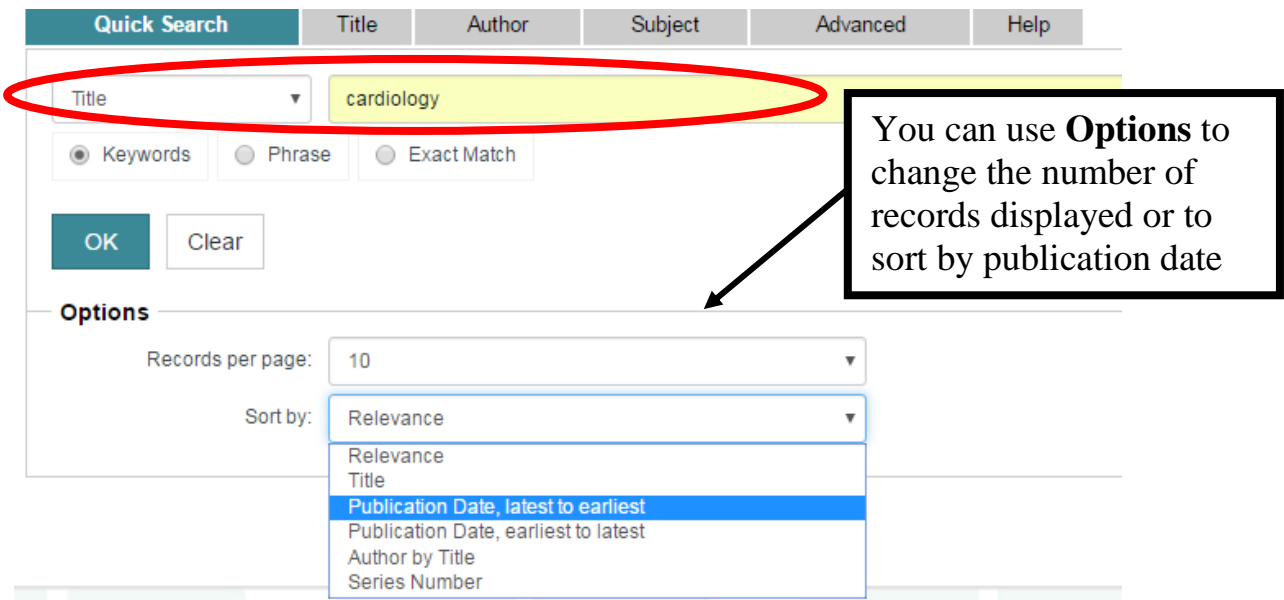 Quick Search Title Author Subject Advanced Help
Title cardiology
Keywords Phrase Exact Match
You can use Options to
change the number of
records displayed or to
sort by publication date
OK Clear
Options
Records per page: 10
Sort by: Relevance
Relevance
Title
Publication Date, latest to earliest
Publication Date, earliest to latest
Author by Title
Series Number